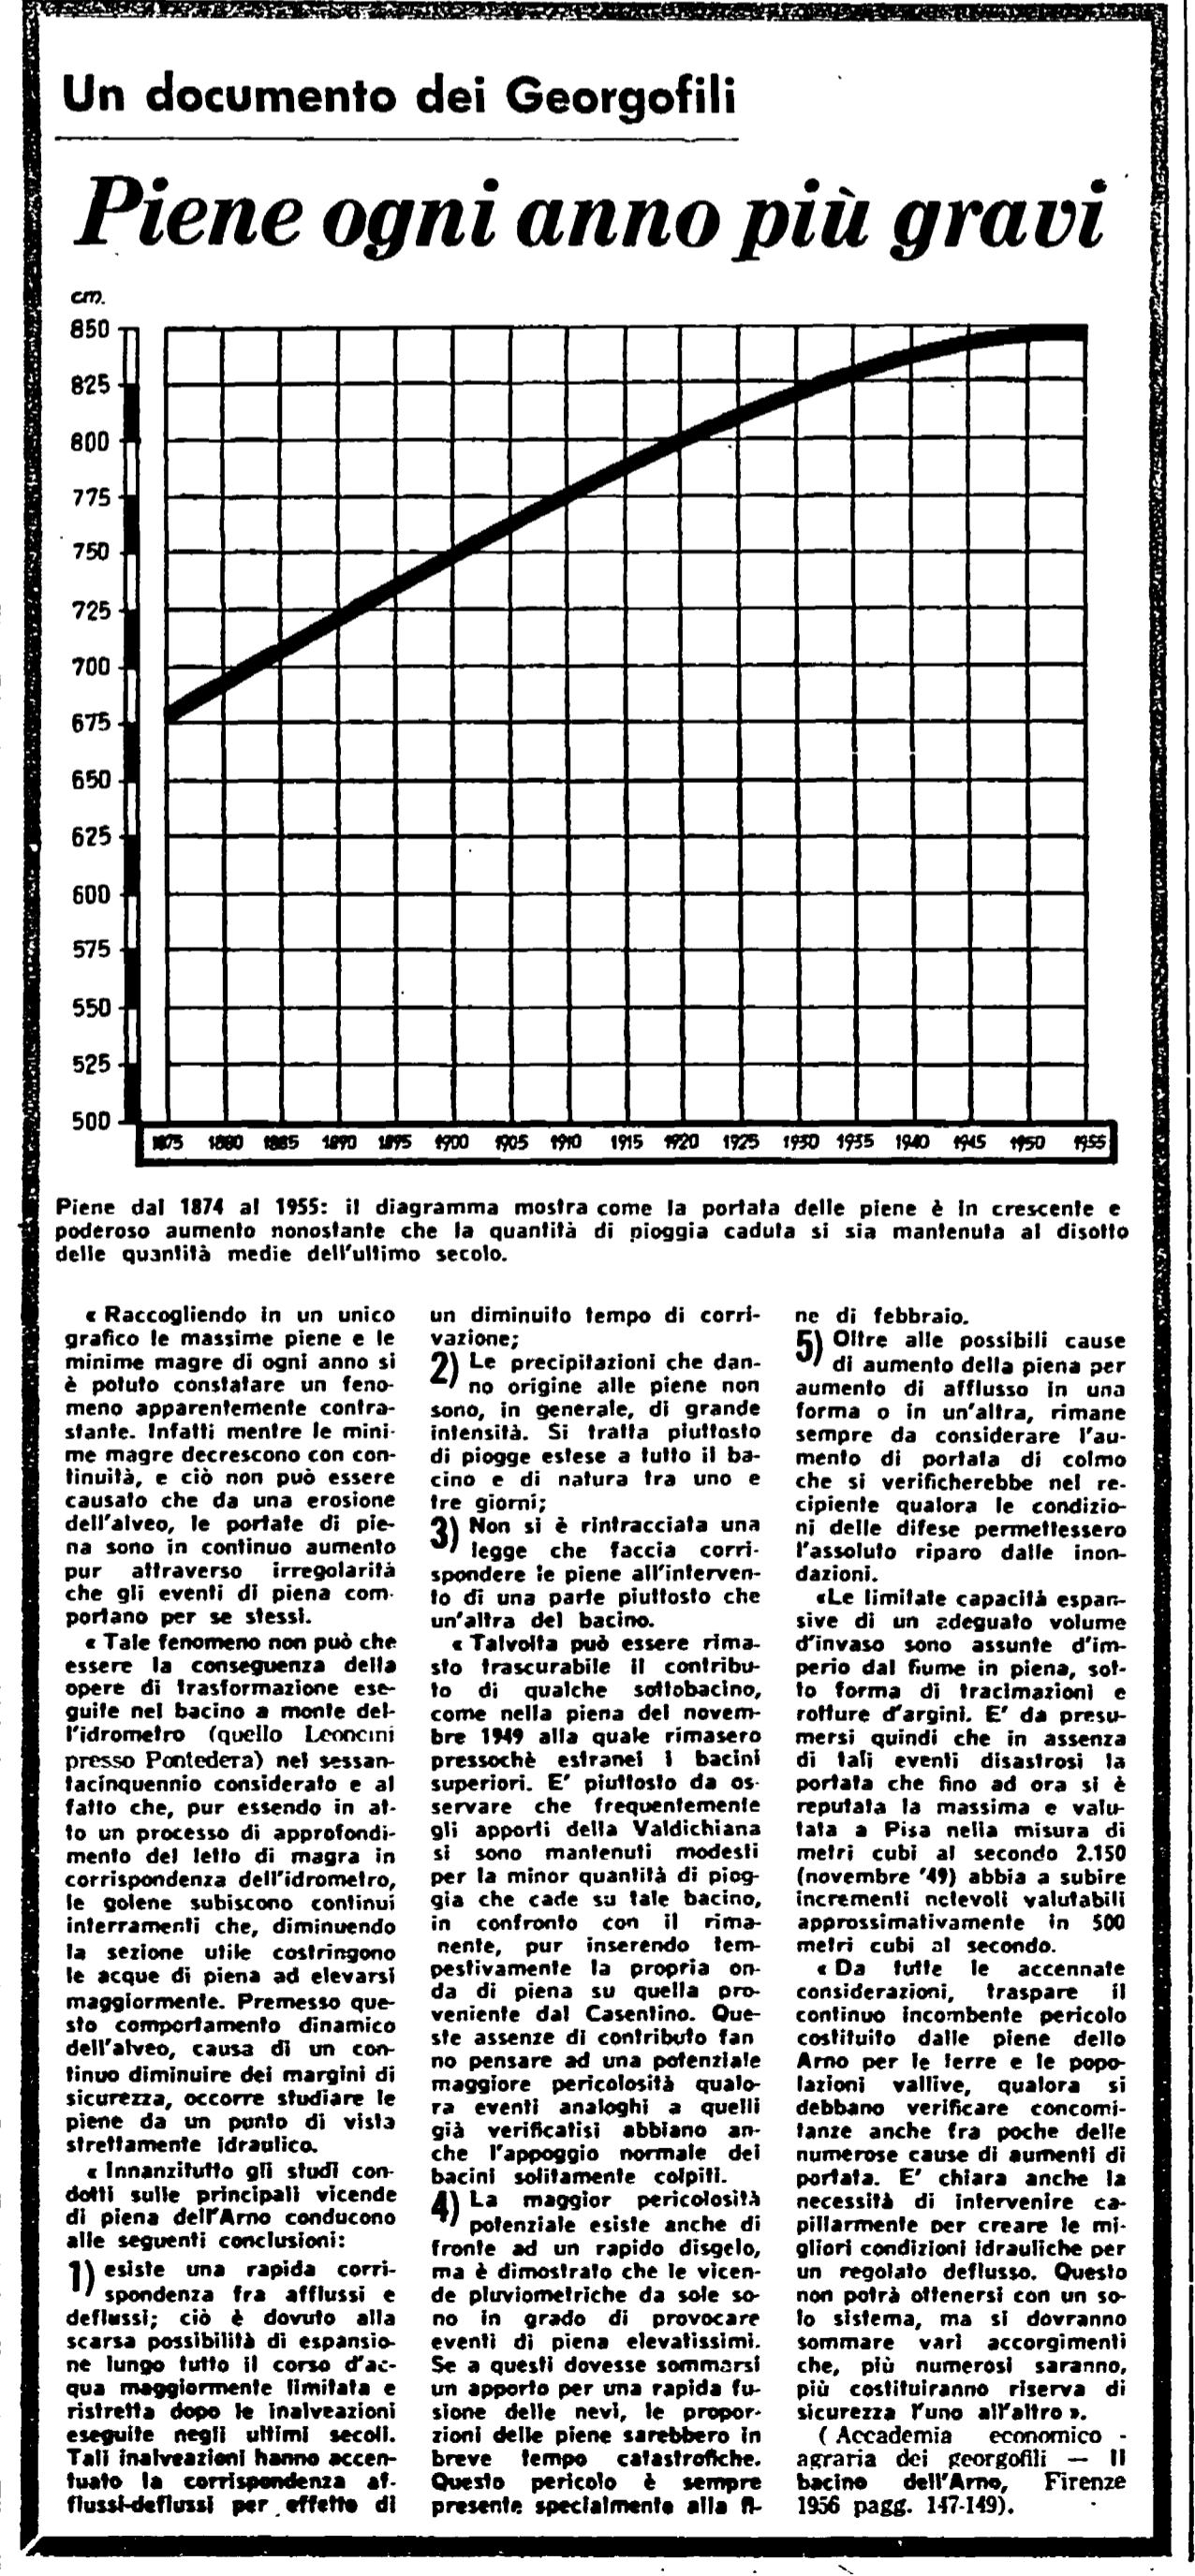 Un documento dei Georgofili
Piene ogni anno più gravi
cm.
850
825
800
775
750
725
700
675
650
625
600
575
550
525
500
1875 1880 1885 1890 1895 1900 1905 1910 1915 1920 1925 1930 1935 1940 1945 1950 1955
Piene dal 1874 al 1955: il diagramma mostra come la portata delle piene è in crescente e
poderoso aumento nonostante che la quantità di pioggia caduta si sia mantenuta al disotto
delle quantità medie dell'ultimo secolo.
« Raccogliendo in un unico
grafico le massime piene e le
minime magre di ogni anno si
è potuto constatare un feno-
meno apparentemente contra-
stante. Infatti mentre le mini-
me magre decrescono con con-
tinuità, e ciò non può essere
causato che da una erosione
dell'alveo, le portate di pie-
na sono in continuo aumento
pur attraverso irregolarità
che gli eventi di piena com-
portano per se stessi.
« Tale fenomeno non può che
essere la conseguenza della
opere di trasformazione ese-
guite nel bacino a monte del-
l'idrometro (quello Leoncini
presso Pontedera) nel sessan-
tacinquennio considerato e al
fatto che, pur essendo in at-
to un processo di approfondi-
mento del letto di magra in
corrispondenza dell'idrometro,
le golene subiscono continui
interramenti che, diminuendo
la sezione utile costringono
le acque di piena ad elevarsi
maggiormente. Premesso que-
sto comportamento dinamico
dell'alveo, causa di un con-
tinuo diminuire dei margini di
sicurezza, occorre studiare le
piene da un punto di vista
strettamente idraulico.
« Innanzitutto gli studi con-
dotti sulle principali vicende
di piena dell'Arno conducono
alle seguenti conclusioni:
1) esiste una rapida corri-
spondenza fra afflussi e
deflussi; ciò è dovuto alla
scarsa possibilità di espansio-
ne lungo tutto il corso d'ac-
qua maggiormente limitata e
ristretta dopo le inalveazioni
eseguite negli ultimi secoli.
Tali inalveazioni hanno accen-
tuato la corrispondenza af-
flussi-deflussi per effetto di
un diminuito tempo di corri-
vazione;
2) Le precipitazioni che dan-
no origine alle piene non
sono, in generale, di grande
intensità. Si tratta piuttosto
di piogge estese a tutto il ba-
cino e di natura tra uno e
tre giorni;
3) Non si è rintracciata una
legge che faccia corri-
spondere le piene all'interven-
to di una parte piuttosto che
un'altra del bacino.
« Talvolta può essere rima-
sto trascurabile il contribu-
to di qualche sottobacino,
come nella piena del novem-
bre 1949 alla quale rimasero
pressochè estranei i bacini
superiori. E' piuttosto da os-
servare che frequentemente
gli apporti della Valdichiana
si sono mantenuti modesti
per la minor quantità di piog-
gia che cade su tale bacino,
in confronto con il rima-
nente, pur inserendo tem-
pestivamente la propria on-
da di piena su quella pro-
veniente dal Casentino. Que-
ste assenze di contributo fan
no pensare ad una potenziale
maggiore pericolosità qualo-
ra eventi analoghi a quelli
già verificatisi abbiano an-
che l'appoggio normale dei
bacini solitamente colpiti.
4) La maggior pericolosità
potenziale esiste anche di
fronte ad un rapido disgelo,
ma è dimostrato che le vicen-
de pluviometriche da sole so-
no in grado di provocare
eventi di piena elevatissimi.
Se a questi dovesse sommarsi
un apporto per una rapida fu-
sione delle nevi, le propor-
zioni delle piene sarebbero in
breve tempo catastrofiche.
Questo pericolo è sempre
presente specialmente alla fi-
ne di febbraio.
5) Oltre alle possibili cause
di aumento della piena per
aumento di afflusso in una
forma o in un'altra, rimane
sempre da considerare l'au-
mento di portata di colmo
che si verificherebbe nel re-
cipiente qualora le condizio-
ni delle difese permettessero
l'assoluto riparo dalle inon-
dazioni.
«Le limitate capacità espan-
sive di un adeguato volume
d'invaso sono assunte d'im-
perio dal fiume in piena, sot-
to forma di tracimazioni e
rotture d'argini. E' da presu-
mersi quindi che in assenza
di tali eventi disastrosi la
portata che fino ad ora si è
reputata la massima e valu-
tata a Pisa nella misura di
metri cubi al secondo 2.150
(novembre '49) abbia a subire
incrementi notevoli valutabili
approssimativamente in 500
metri cubi al secondo.
« Da tutte le accennate
considerazioni, traspare il
continuo incombente pericolo
costituito dalle piene dello
Arno per le terre e le popo-
lazioni vallive, qualora si
debbano verificare concomi-
tanze anche fra poche delle
numerose cause di aumenti di
portata. E' chiara anche la
necessità di intervenire ca-
pillarmente per creare le mi-
gliori condizioni idrauliche per
un regolato deflusso. Questo
non potrà ottenersi con un so-
lo sistema, ma si dovranno
sommare vari accorgimenti
che, più numerosi saranno,
più costituiranno riserva di
sicurezza l'uno all'altro ».
( Accademia economico -
agraria dei georgofili — Il
bacino dell'Arno, Firenze
1956 pagg. 147-149).